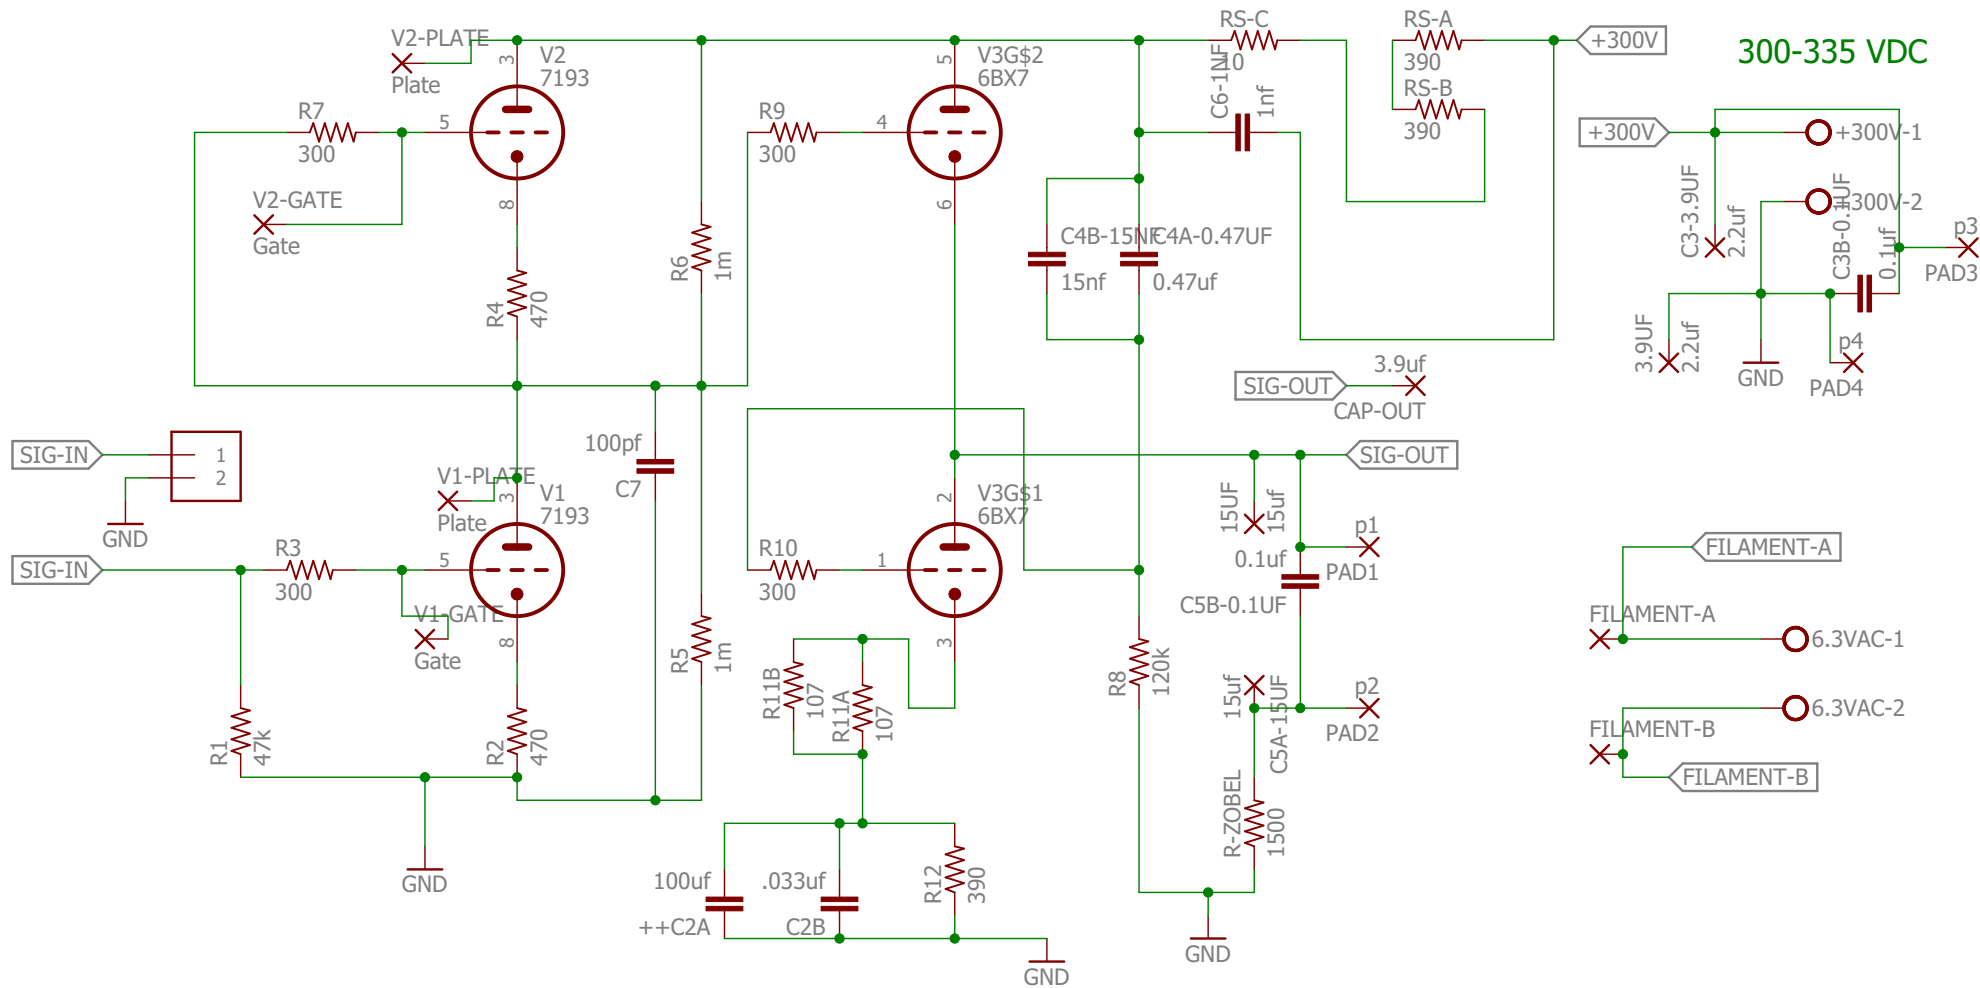 V2-PLATE
Plate
3
V2
7193
R7
300
5
V2-GATE
Gate
8
R4
470
R6
1m
R9
300
4
5
V3G$2
6BX7
6
RS-C
10
C6-1NF
1nf
RS-A
390
RS-B
390
+300V
300-335 VDC
+300V
+300V-1
+300V-2
C3-3.9UF
2.2uf
C3B-0.1UF
0.1uf
p3
PAD3
3.9UF
2.2uf
GND
p4
PAD4
C4B-15NF
15nf
C4A-0.47UF
0.47uf
SIG-OUT
3.9uf
CAP-OUT
SIG-IN
1
2
GND
100pf
C7
V1-PLATE
Plate
3
V1
7193
SIG-IN
R3
300
5
V1-GATE
Gate
8
R1
47k
R2
470
GND
R5
1m
2
V3G$1
6BX7
R10
300
1
3
SIG-OUT
15UF
15uf
p1
PAD1
0.1uf
C5B-0.1UF
R11B
107
R11A
107
R8
120k
15uf
C5A-15UF
p2
PAD2
R-ZOBEL
1500
GND
100uf
++C2A
.033uf
C2B
R12
390
GND
FILAMENT-A
FILAMENT-A
6.3VAC-1
6.3VAC-2
FILAMENT-B
FILAMENT-B